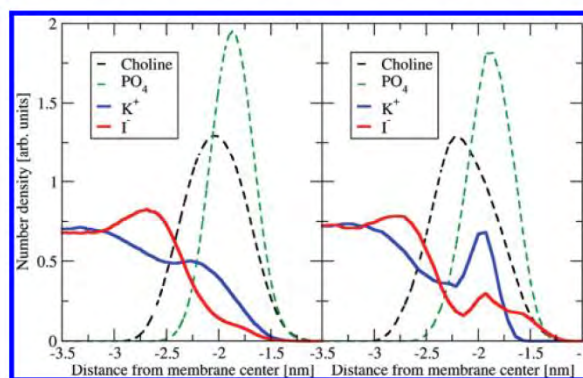 2
1.5
1
0.5
0
Number density [arb. units]
Choline
PO₄
K⁺
I⁻
Choline
PO₄
K⁺
I⁻
-3.5 -3 -2.5 -2 -1.5 -3.5 -3 -2.5 -2 -1.5 -1
Distance from membrane center [nm] Distance from membrane center [nm]